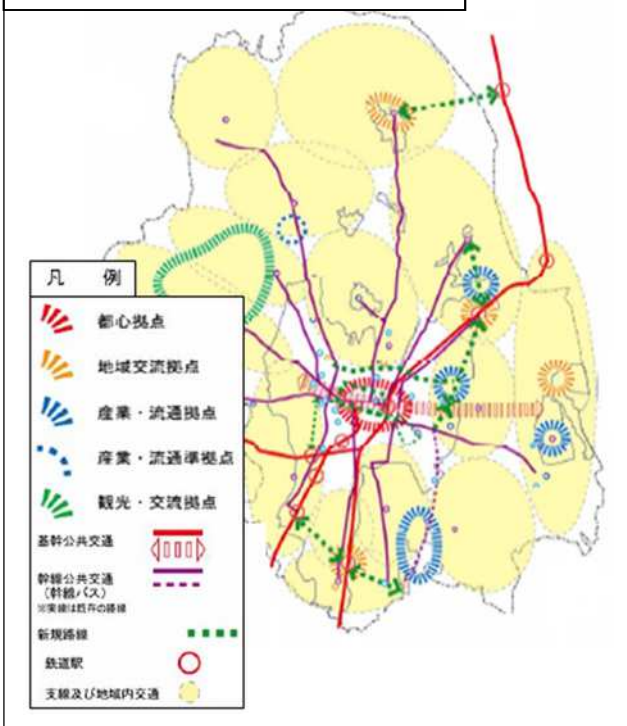 凡 例
都心拠点
地域交流拠点
産業・流通拠点
産業・流通準拠点
観光・交流拠点
基幹公共交通
幹線公共交通
(幹線バス)
※実線は既存の路線
新規路線
鉄道駅
支線及び地域内交通